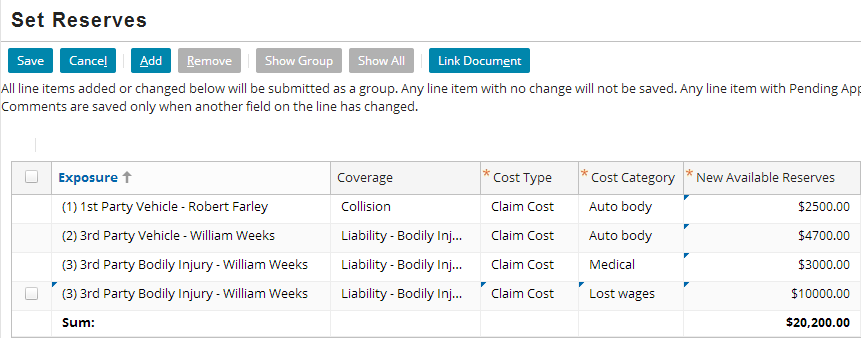 Set Reserves
Save Cancel Add Remove Show Group Show All Link Document
All line items added or changed below will be submitted as a group. Any line item with no change will not be saved. Any line item with Pending App
Comments are saved only when another field on the line has changed.
Exposure ↑ Coverage * Cost Type * Cost Category * New Available Reserves
(1) 1st Party Vehicle - Robert Farley Collision Claim Cost Auto body $2500.00
(2) 3rd Party Vehicle - William Weeks Liability - Bodily Inj... Claim Cost Auto body $4700.00
(3) 3rd Party Bodily Injury - William Weeks Liability - Bodily Inj... Claim Cost Medical $3000.00
(3) 3rd Party Bodily Injury - William Weeks Liability - Bodily Inj... Claim Cost Lost wages $10000.00
Sum: $20,200.00